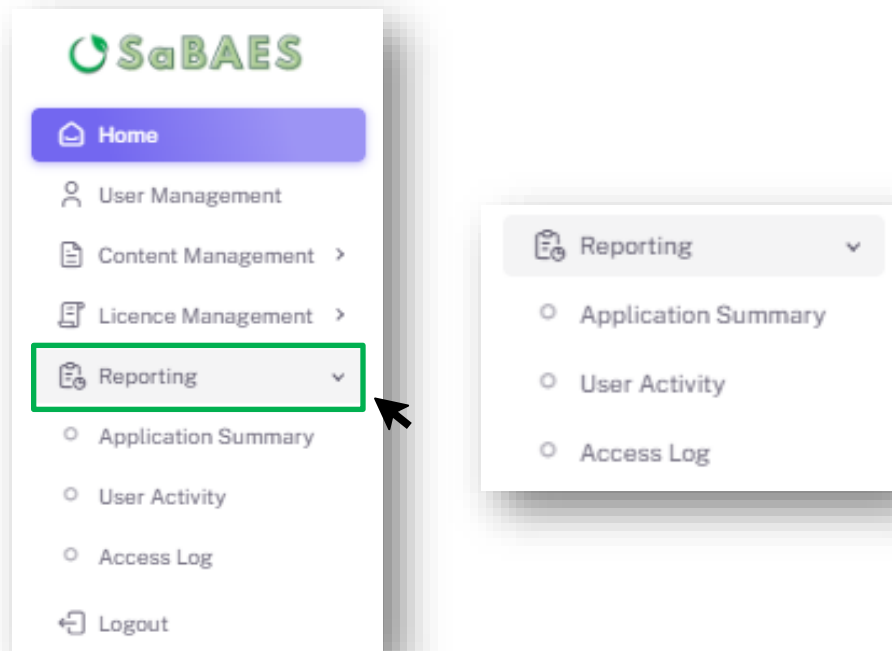 SaBAES
Home
User Management
Content Management
Licence Management
Reporting
Application Summary
User Activity
Access Log
Logout
Reporting
Application Summary
User Activity
Access Log